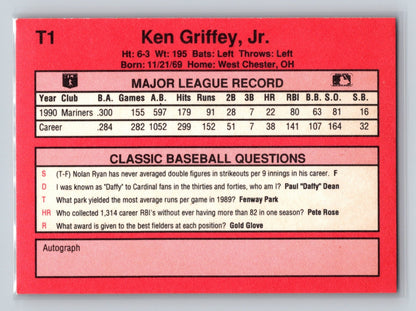 T1
Ken Griffey, Jr.
Ht: 6-3 Wt: 195 Bats: Left Throws: Left
Born: 11/21/69 Home: West Chester, OH
MAJOR LEAGUE RECORD
Year Club B.A. Games A.B. Hits Runs 2B 3B HR RBI B.B. S.O. S.B.
1990 Mariners .300 155 597 179 91 28 7 22 80 63 81 16
Career .284 282 1052 299 152 51 7 38 141 107 164 32
CLASSIC BASEBALL QUESTIONS
S (T-F) Nolan Ryan has never averaged double figures in strikeouts per 9 innings in his career. F
D I was known as "Daffy" to Cardinal fans in the thirties and forties, who am I? Paul "Daffy" Dean
T What park yielded the most average runs per game in 1989? Fenway Park
HR Who collected 1,314 career RBI's without ever having more than 82 in one season? Pete Rose
R What award is given to the best fielders at each position? Gold Glove
Autograph